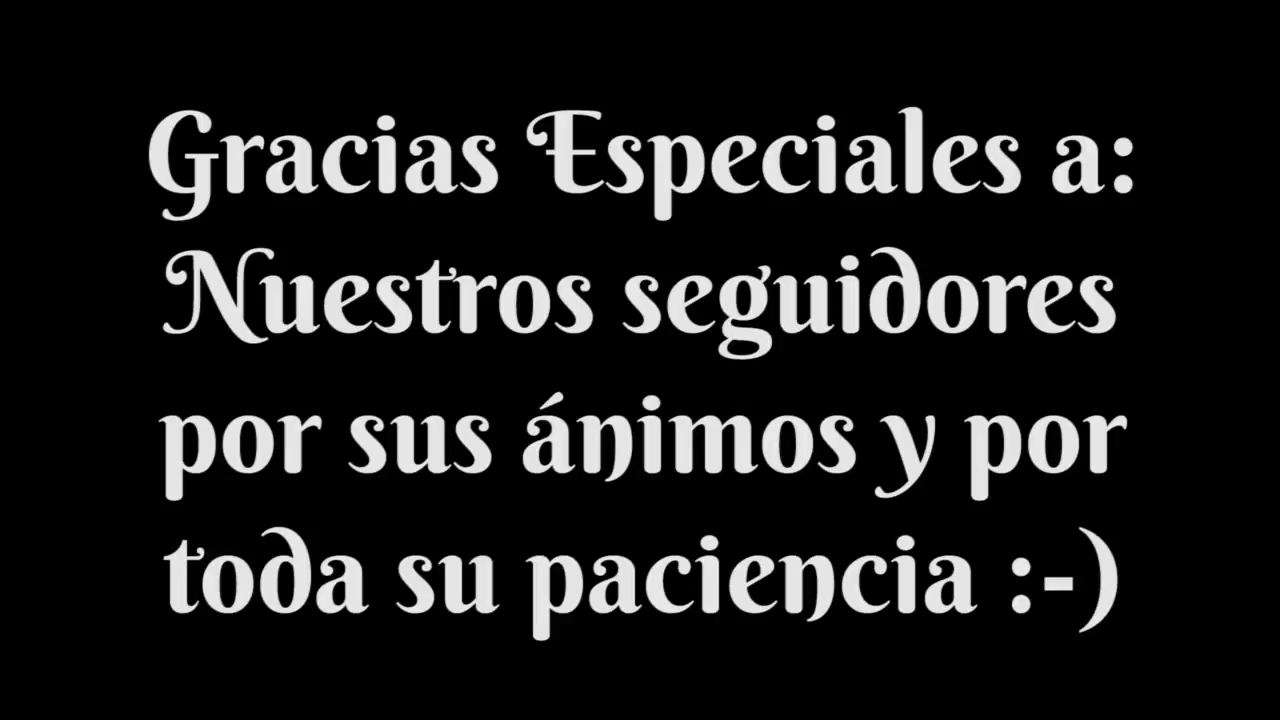 Gracias Especiales a:
Nuestros seguidores
por sus ánimos y por
toda su paciencia :-)